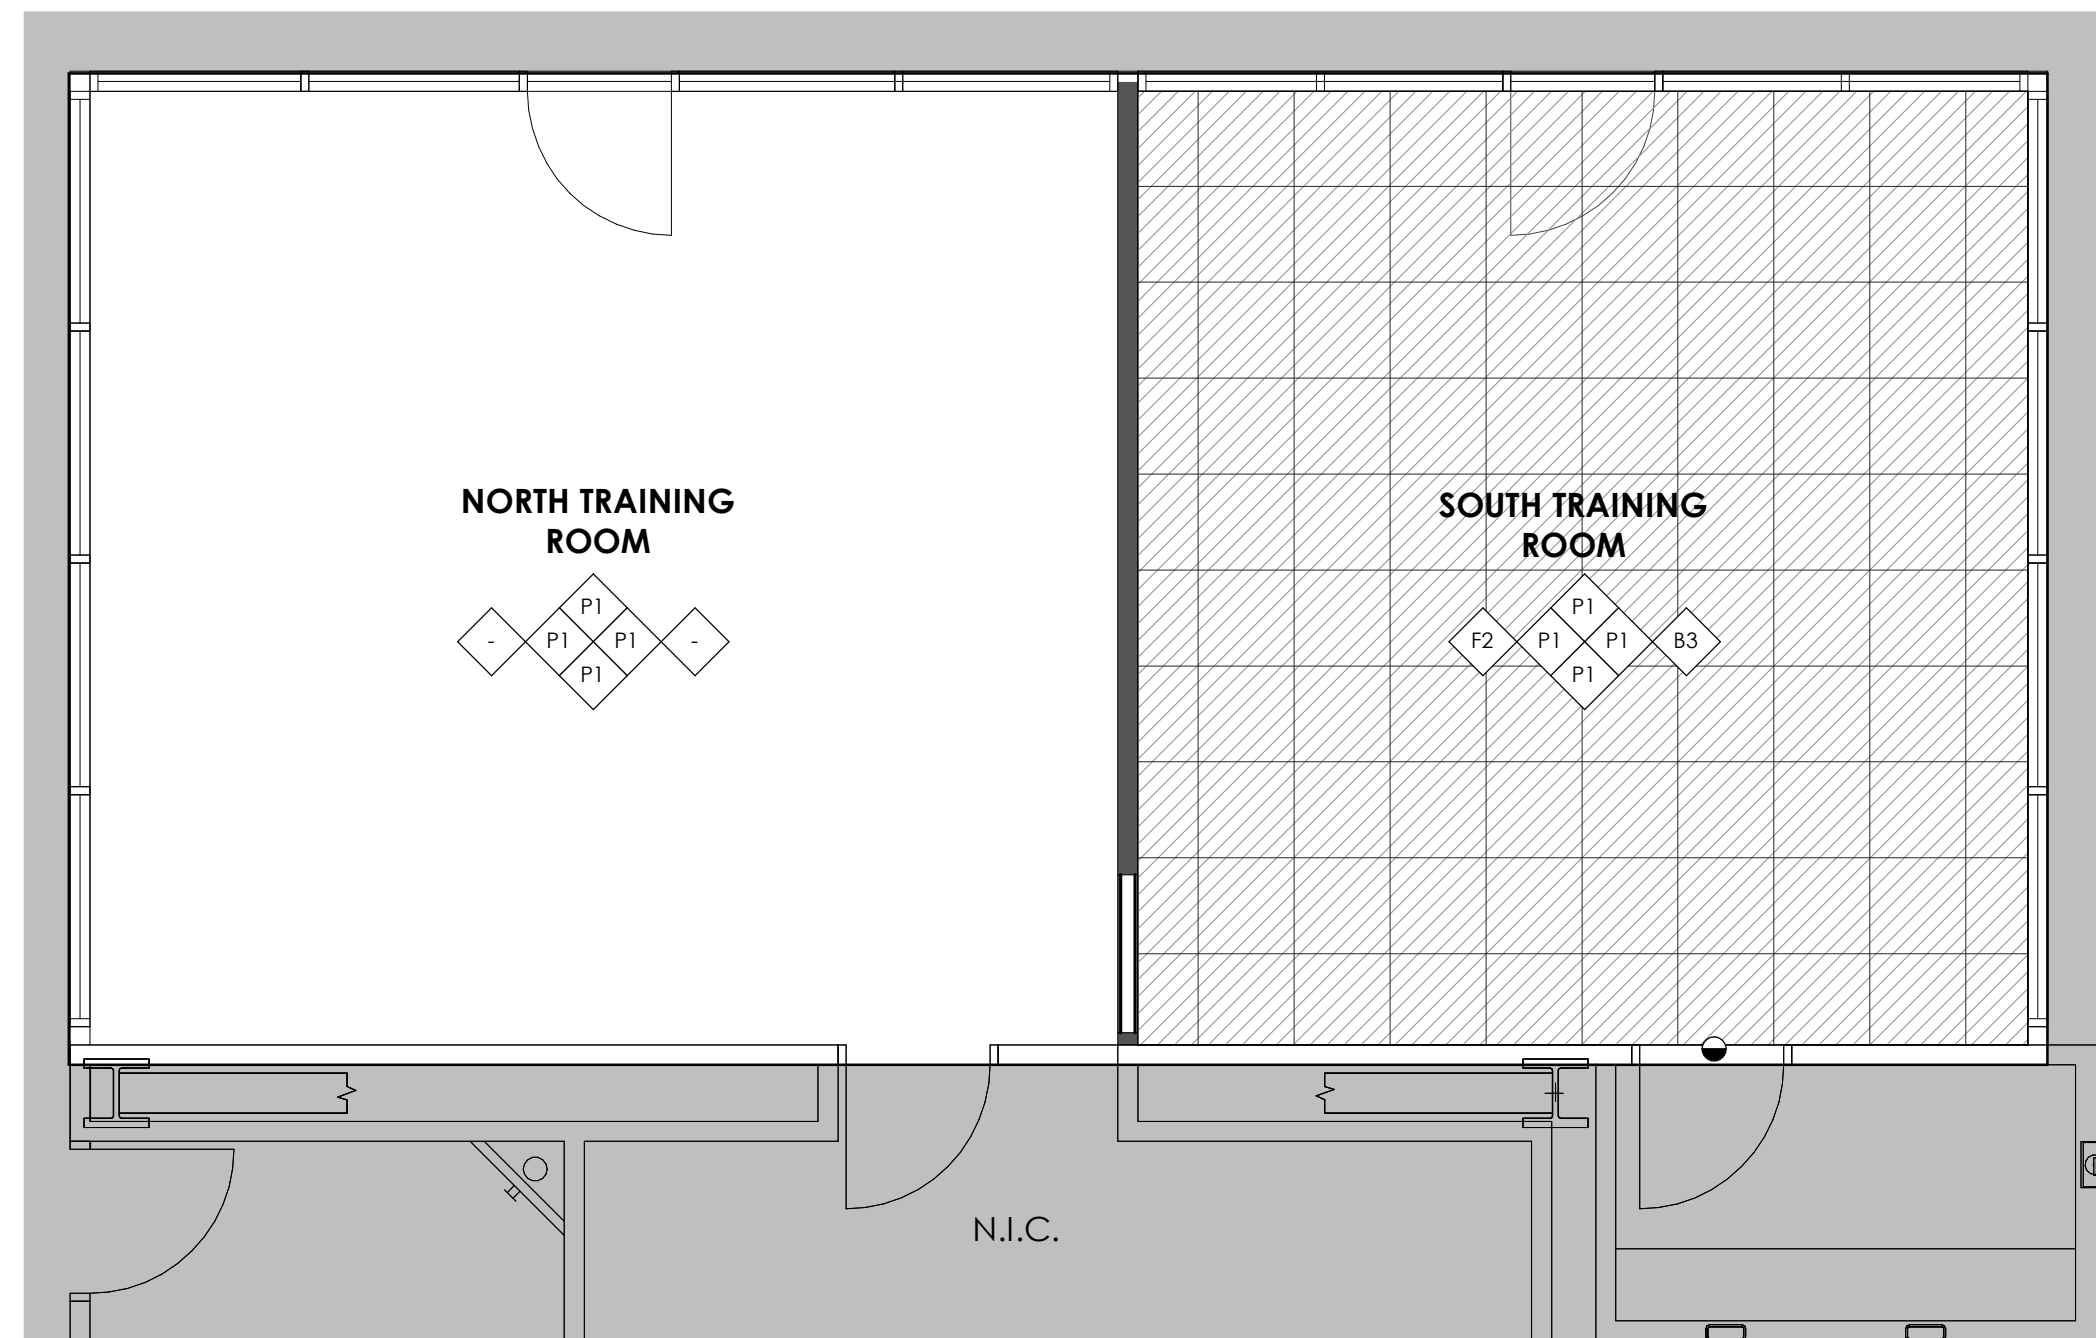 NORTH TRAINING
ROOM
P1
- P1 P1 -
P1
SOUTH TRAINING
ROOM
P1
F2 P1 P1 B3
P1
N.I.C.